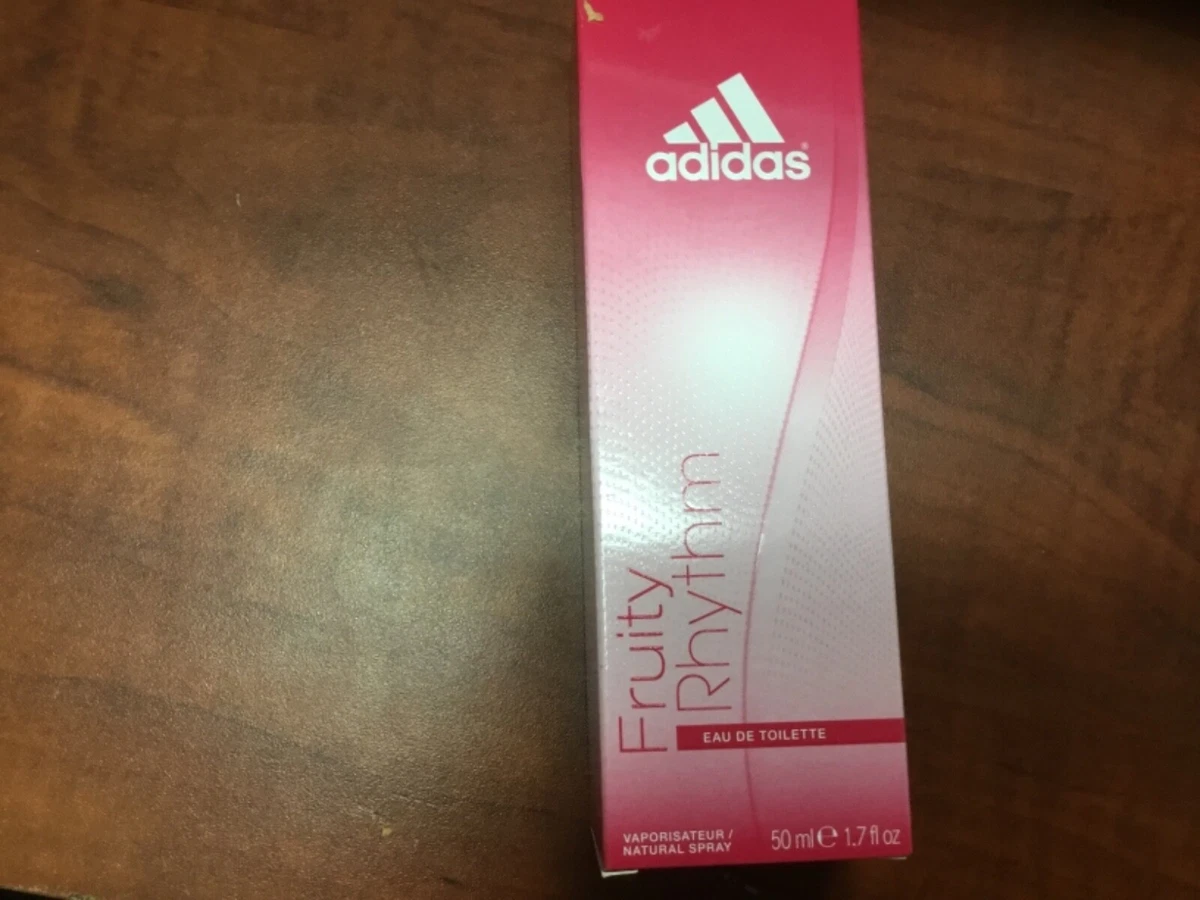 adidas®
Fruity
Rhythm
EAU DE TOILETTE
VAPORISATEUR /
NATURAL SPRAY
50 ml ℮ 1.7 fl oz